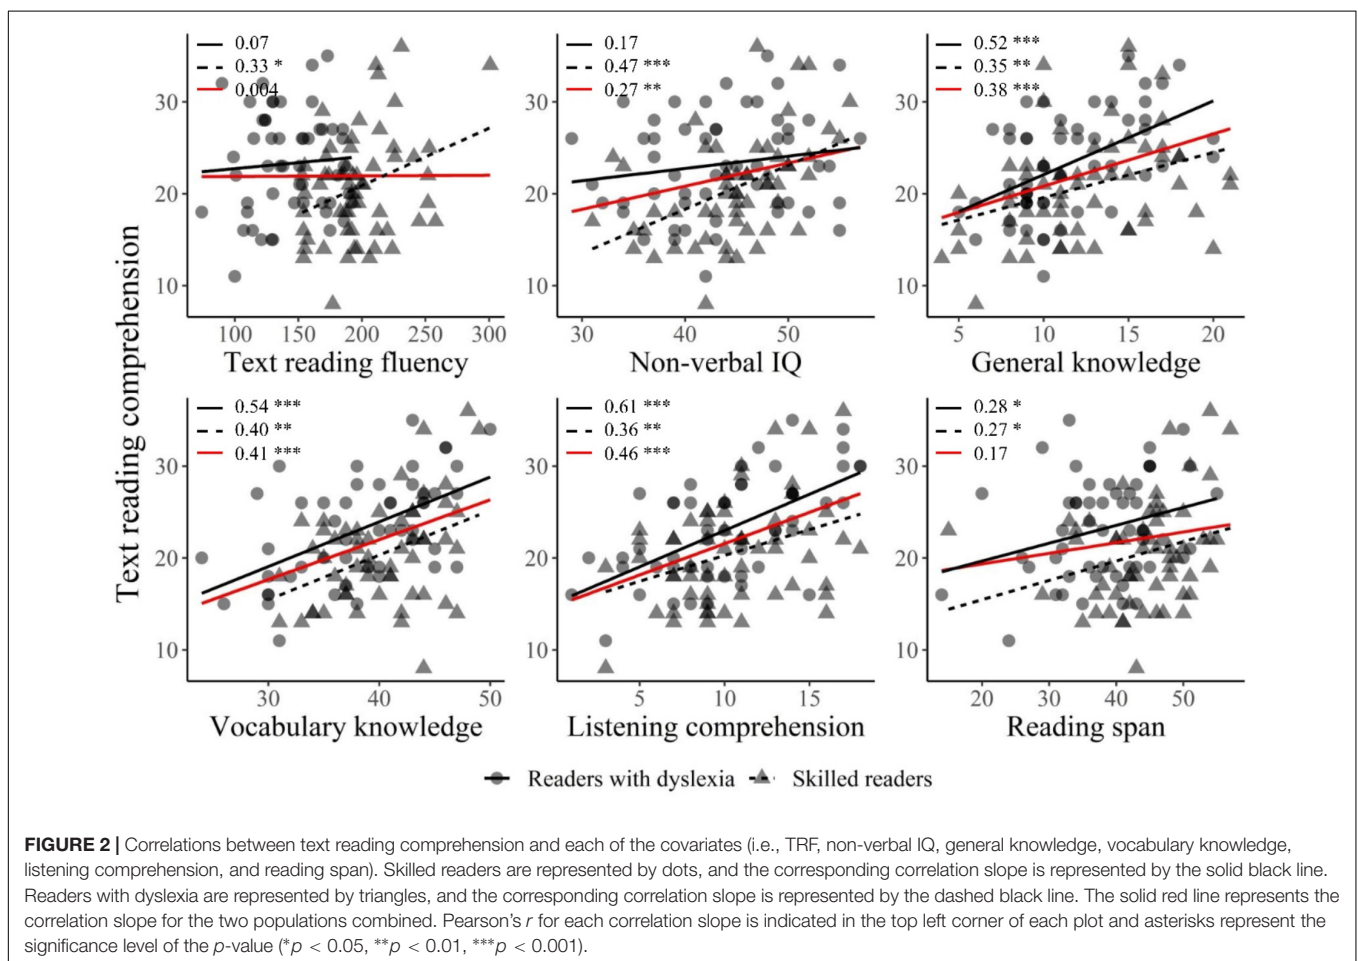 0.07
0.33 *
0.004
30
20
10
100 150 200 250 300
Text reading fluency
0.17
0.47 ***
0.27 **
30
20
10
30 40 50
Non-verbal IQ
0.52 ***
0.35 **
0.38 ***
30
20
10
5 10 15 20
General knowledge
Text reading comprehension
0.54 ***
0.40 **
0.41 ***
30
20
10
30 40 50
Vocabulary knowledge
0.61 ***
0.36 **
0.46 ***
30
20
10
5 10 15
Listening comprehension
0.28 *
0.27 *
0.17
30
20
10
20 30 40 50
Reading span
Readers with dyslexia Skilled readers
FIGURE 2 | Correlations between text reading comprehension and each of the covariates (i.e., TRF, non-verbal IQ, general knowledge, vocabulary knowledge,
listening comprehension, and reading span). Skilled readers are represented by dots, and the corresponding correlation slope is represented by the solid black line.
Readers with dyslexia are represented by triangles, and the corresponding correlation slope is represented by the dashed black line. The solid red line represents the
correlation slope for the two populations combined. Pearson's r for each correlation slope is indicated in the top left corner of each plot and asterisks represent the
significance level of the p-value (*p < 0.05, **p < 0.01, ***p < 0.001).